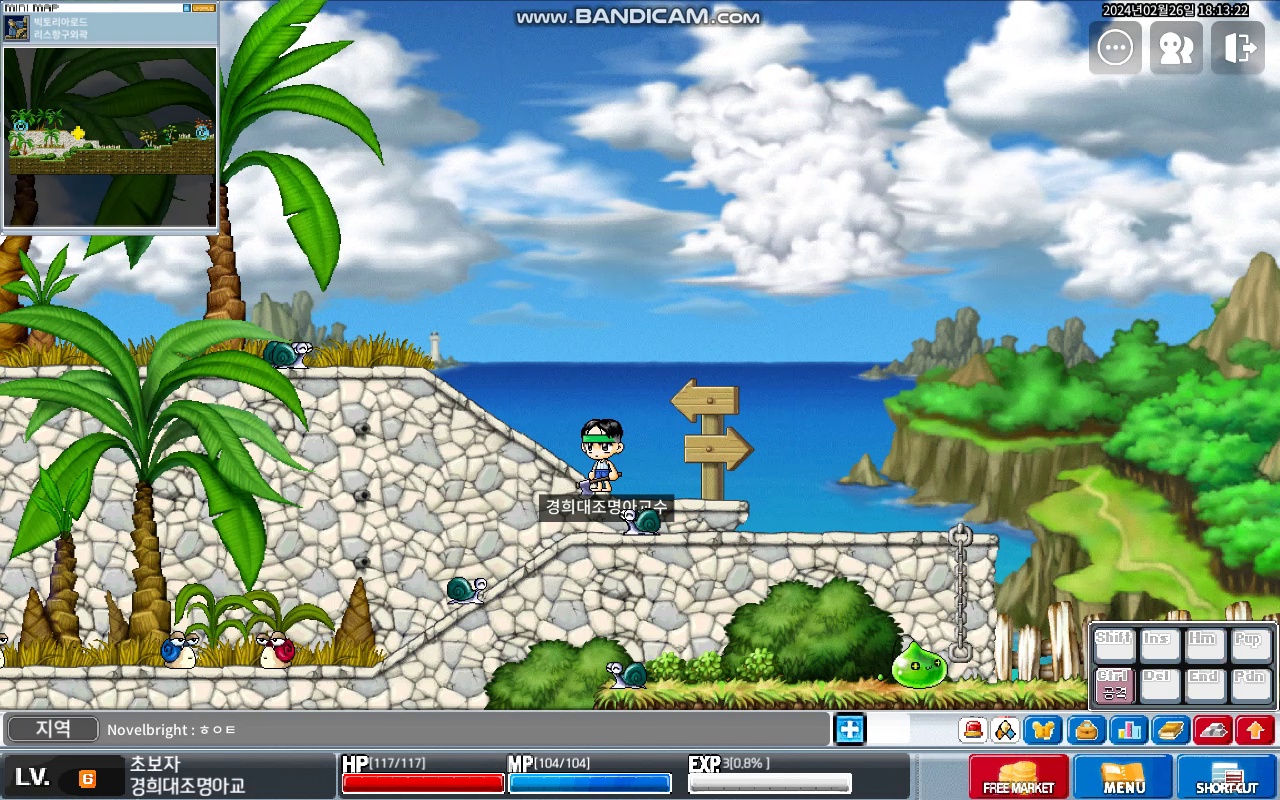 MINI MAP
WORLD
빅토리아로드
리스항구외곽
www.BANDICAM.com
2024년02월26일 18:13:22
경희대조명아교수
Shift Ins Hm Pup
Ctrl Del End Pdn
공격
지역 Novelbright : ㅎㅇㅌ
LV. 6
초보자
경희대조명아교
HP[117/117] MP[104/104] EXP 3[0.8% ]
FREE MARKET MENU SHORTCUT